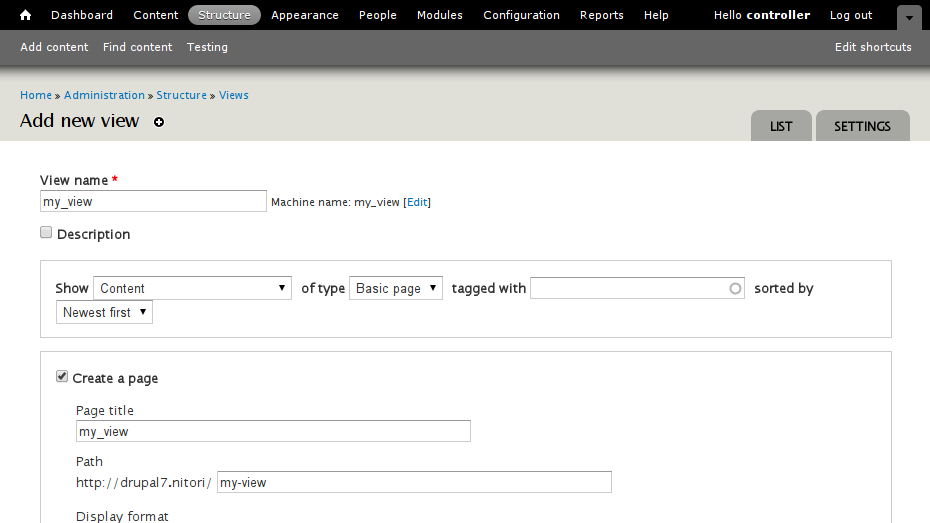 Dashboard Content Structure Appearance People Modules Configuration Reports Help Hello controller Log out
Add content Find content Testing Edit shortcuts
Home » Administration » Structure » Views
Add new view
LIST SETTINGS
View name *
my_view Machine name: my_view [Edit]
Description
Show Content of type Basic page tagged with sorted by
Newest first
Create a page
Page title
my_view
Path
http://drupal7.nitori/ my-view
Display format